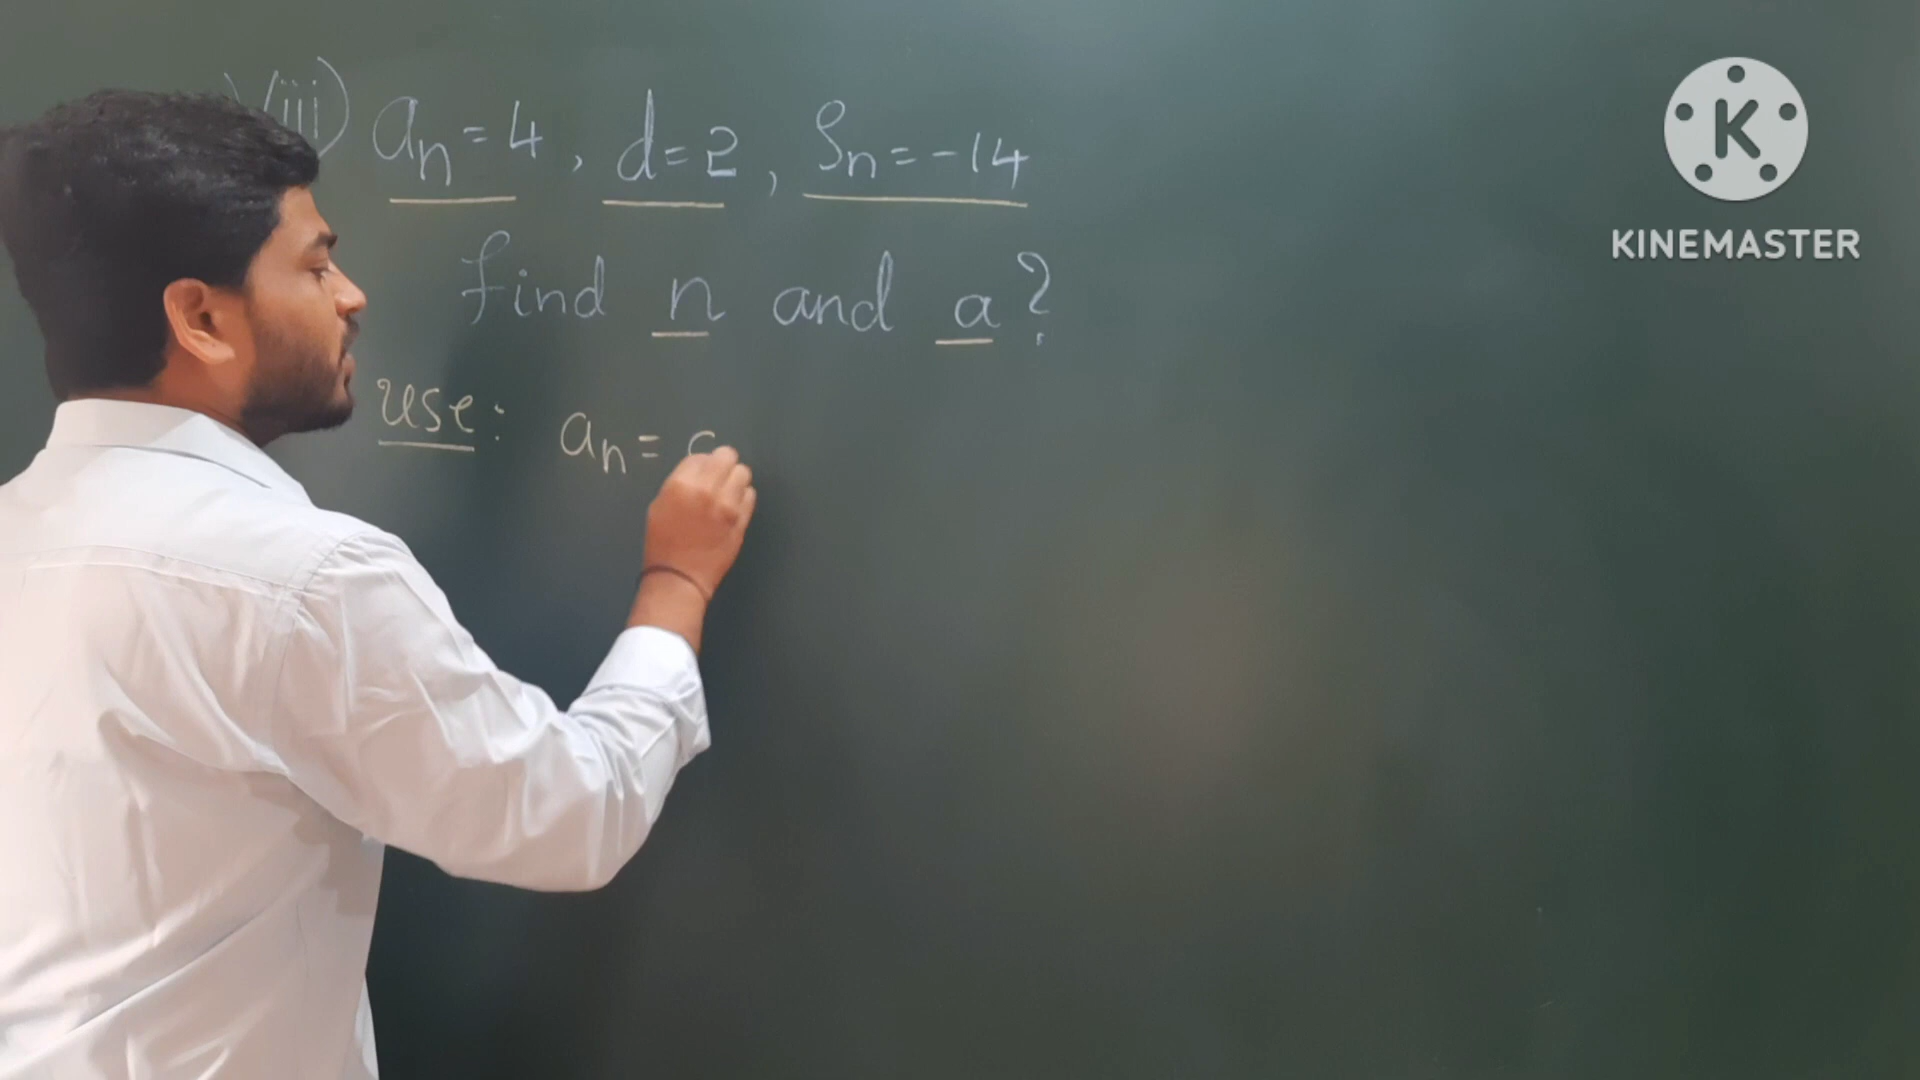 viii) an = 4, d = 2, Sn = -14
find n and a?
use: an =
K
KINEMASTER